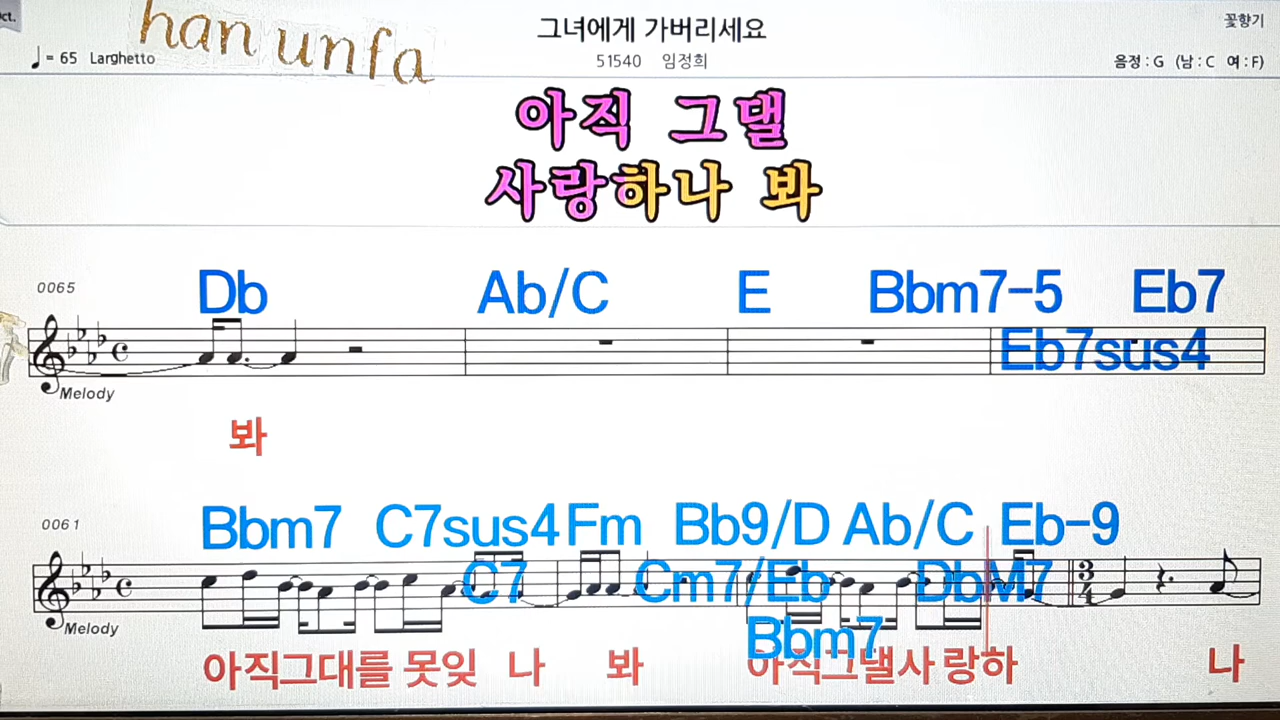 ct.
han unfa
그녀에게 가버리세요
꽃향기
♩= 65 Larghetto
51540 임정희
음정 : G (남 : C 여 : F)
아직 그댈
사랑하나 봐
0065
Db Ab/C E Bbm7-5 Eb7
Eb7sus4
Melody
봐
0061
Bbm7 C7sus4 Fm Bb9/D Ab/C Eb-9
C7 Cm7/Eb DbM7
3
4
Melody
Bbm7
아직그대를 못잊 나 봐 아직그댈사 랑하 나